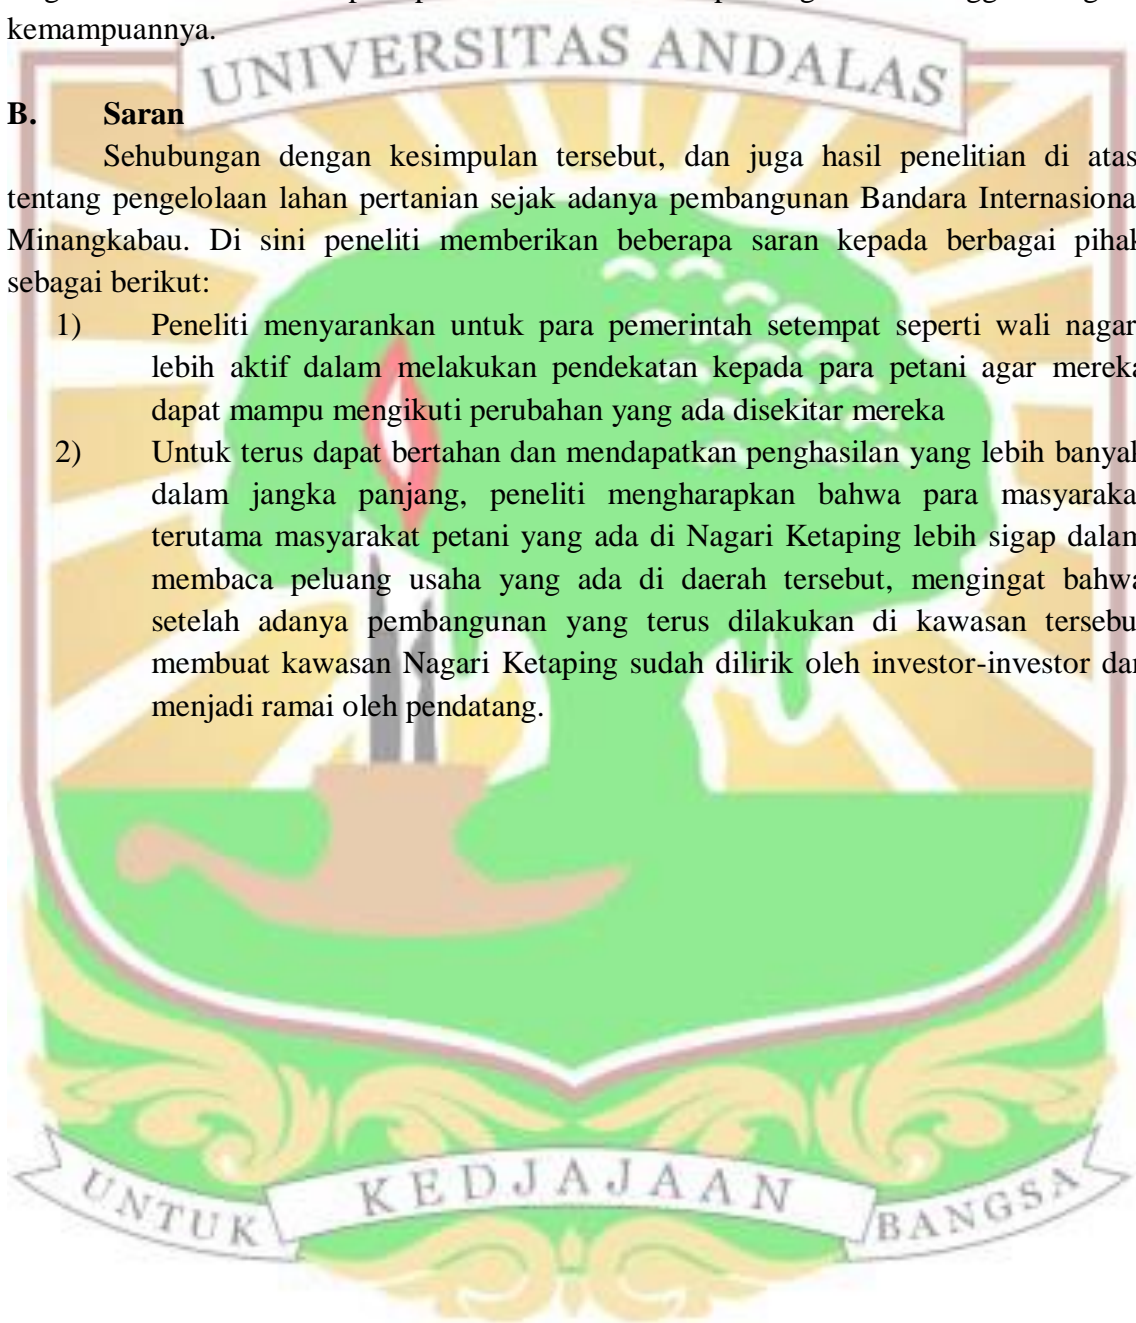 kemampuannya.
UNIVERSITAS ANDALAS
B. Saran
Sehubungan dengan kesimpulan tersebut, dan juga hasil penelitian di atas
tentang pengelolaan lahan pertanian sejak adanya pembangunan Bandara Internasiona
Minangkabau. Di sini peneliti memberikan beberapa saran kepada berbagai pihak
sebagai berikut:
1) Peneliti menyarankan untuk para pemerintah setempat seperti wali nagar
lebih aktif dalam melakukan pendekatan kepada para petani agar mereka
dapat mampu mengikuti perubahan yang ada disekitar mereka
2) Untuk terus dapat bertahan dan mendapatkan penghasilan yang lebih banyak
dalam jangka panjang, peneliti mengharapkan bahwa para masyaraka
terutama masyarakat petani yang ada di Nagari Ketaping lebih sigap dalam
membaca peluang usaha yang ada di daerah tersebut, mengingat bahwa
setelah adanya pembangunan yang terus dilakukan di kawasan tersebu
membuat kawasan Nagari Ketaping sudah dilirik oleh investor-investor dan
menjadi ramai oleh pendatang.
UNTUK KEDJAJAAN BANGSA